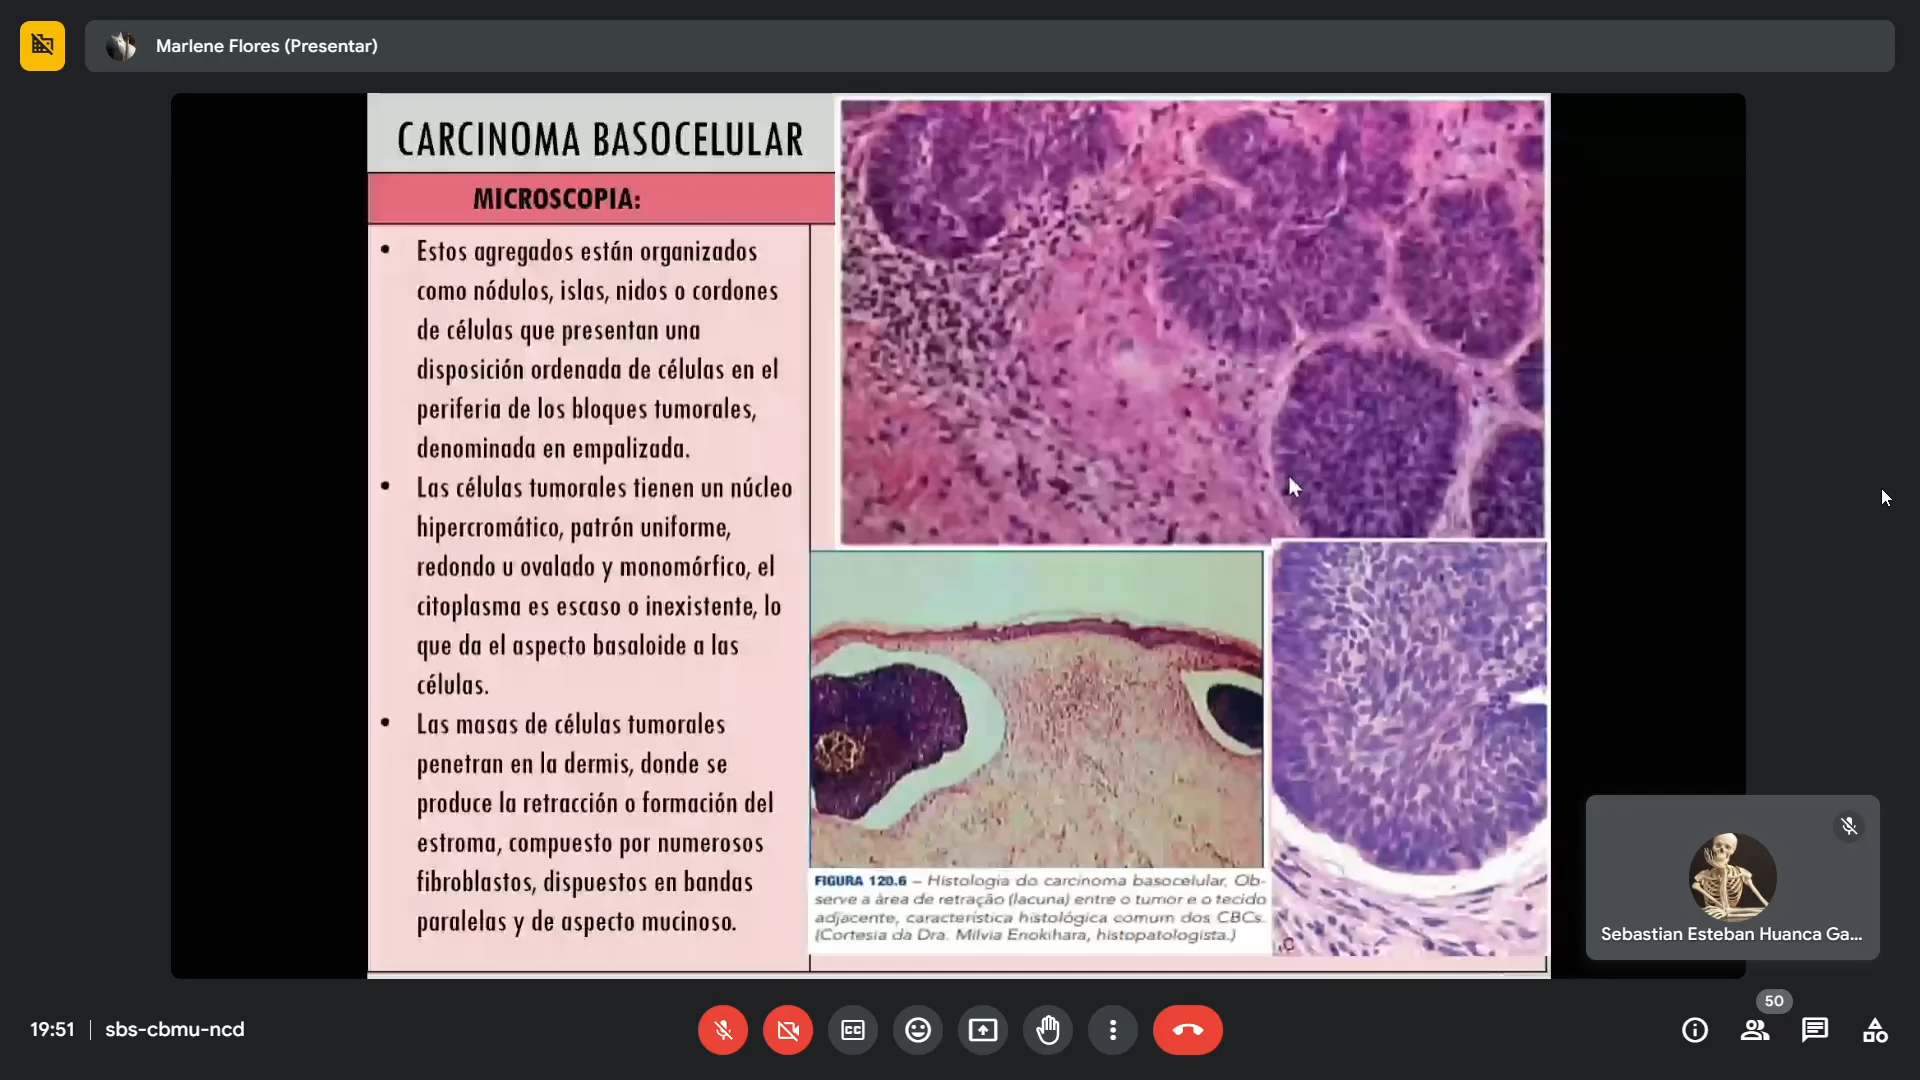 Marlene Flores (Presentar)
CARCINOMA BASOCELULAR
MICROSCOPIA:
• Estos agregados están organizados
como nódulos, islas, nidos o cordones
de células que presentan una
disposición ordenada de células en el
periferia de los bloques tumorales,
denominada en empalizada.
• Las células tumorales tienen un núcleo
hipercromático, patrón uniforme,
redondo u ovalado y monomórfico, el
citoplasma es escaso o inexistente, lo
que da el aspecto basaloide a las
células.
• Las masas de células tumorales
penetran en la dermis, donde se
produce la retracción o formación del
estroma, compuesto por numerosos
fibroblastos, dispuestos en bandas
paralelas y de aspecto mucinoso.
FIGURA 120.6 – Histologia do carcinoma basocelular. Ob-
serve a área de retração (lacuna) entre o tumor e o tecido
adjacente, característica histológica comum dos CBCs.
(Cortesia da Dra. Milvia Enokihara, histopatologista.)
C
Sebastian Esteban Huanca Ga...
19:51 | sbs-cbmu-ncd
CC
50